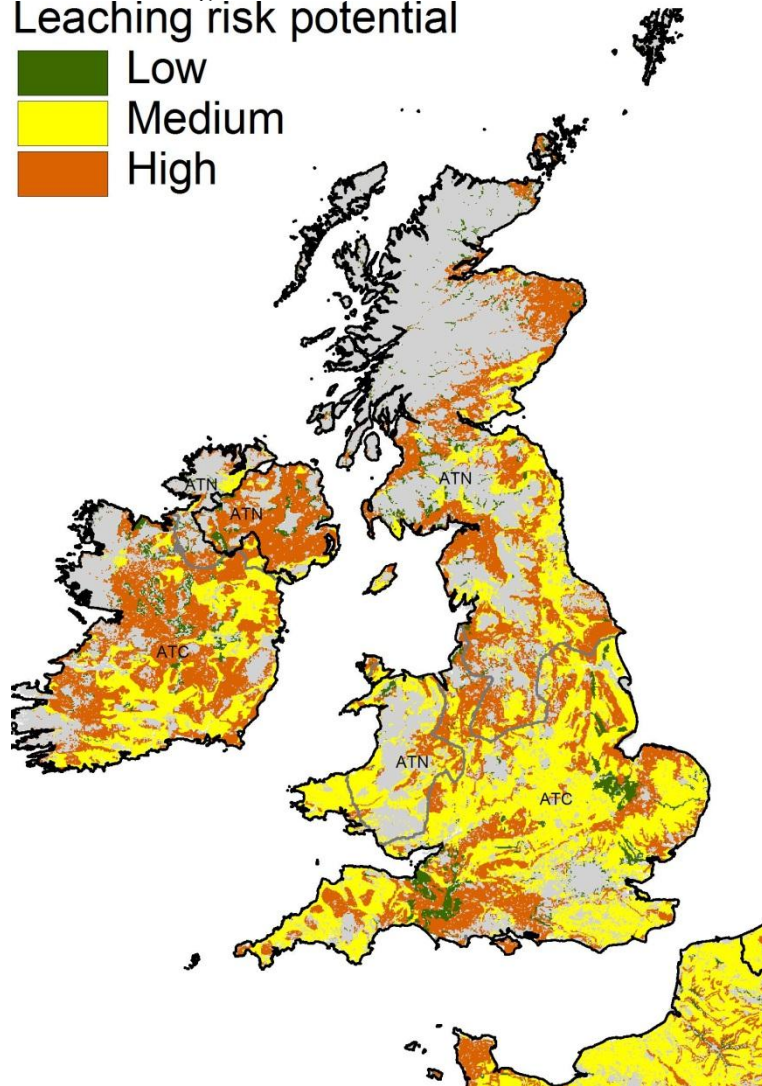 Leaching risk potential
Low
Medium
High
ATN
ATN
ATN
ATC
ATN
ATC